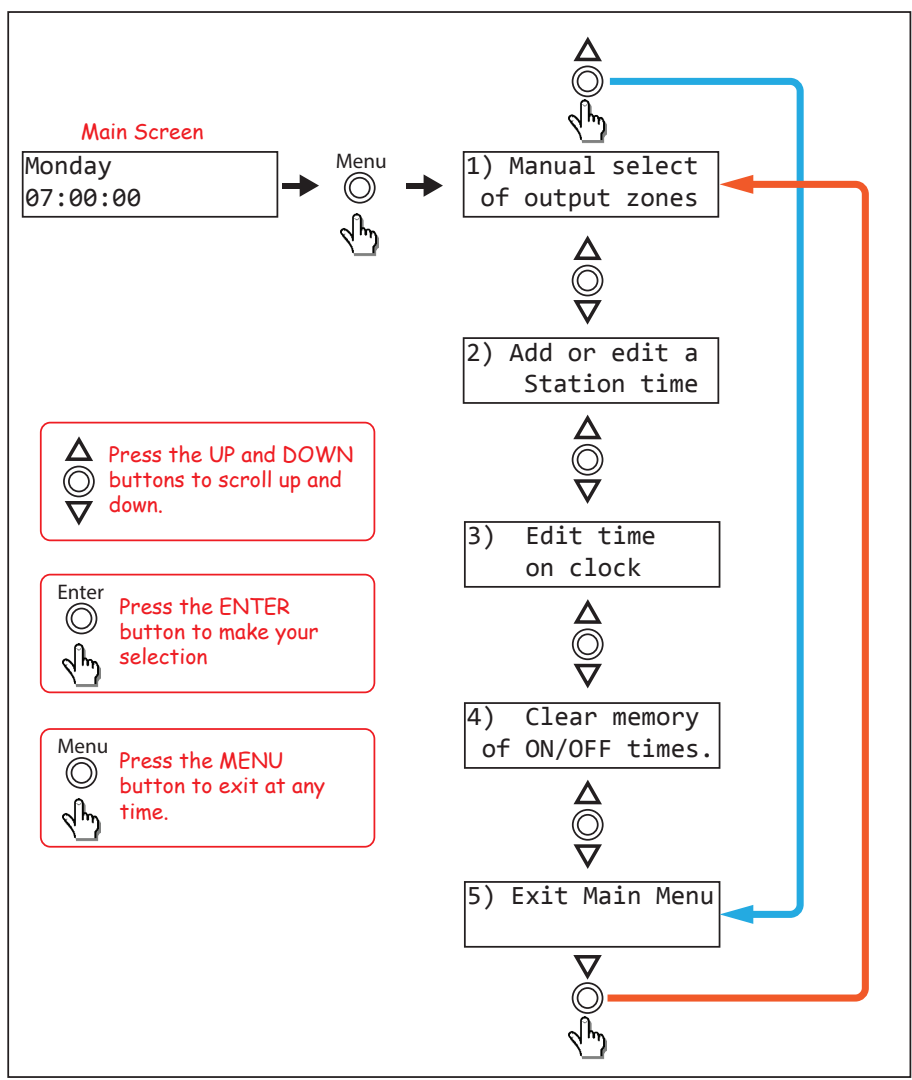 Main Screen
Monday
07:00:00
Menu
1) Manual select
of output zones
2) Add or edit a
Station time
3) Edit time
on clock
4) Clear memory
of ON/OFF times.
5) Exit Main Menu
Press the UP and DOWN
buttons to scroll up and
down.
Enter
Press the ENTER
button to make your
selection
Menu
Press the MENU
button to exit at any
time.